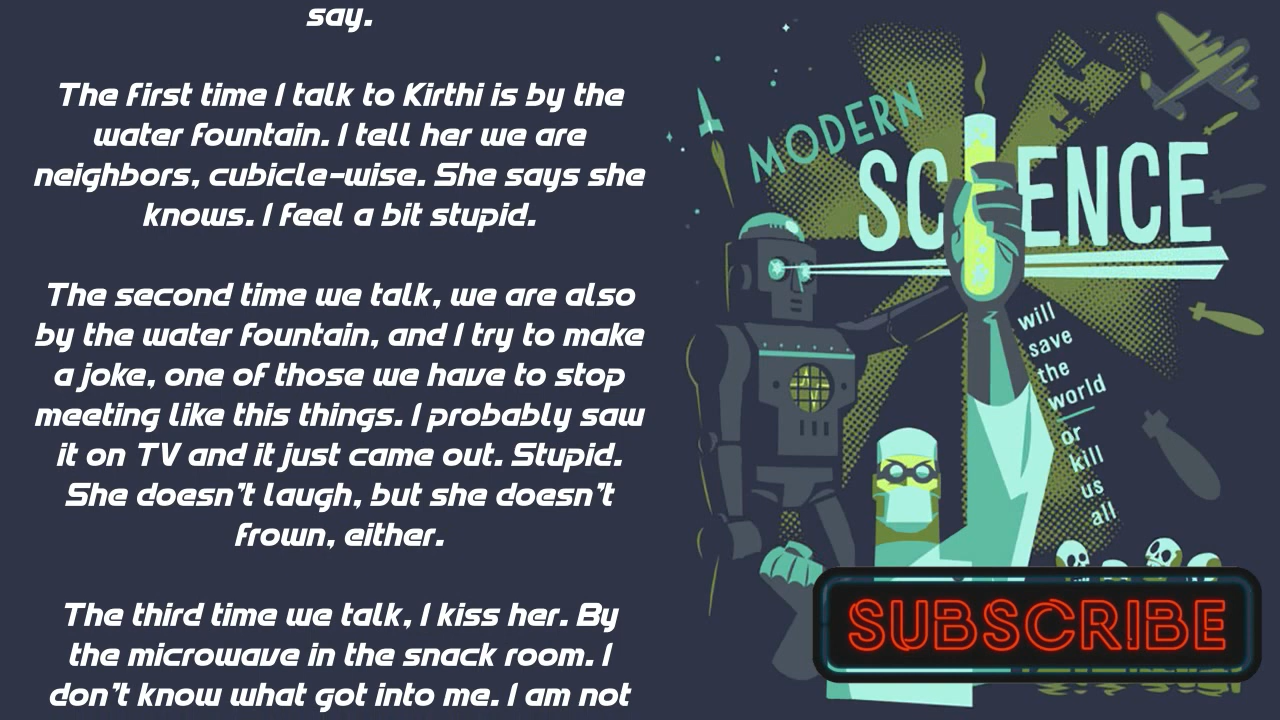 say.
The first time I talk to Kirthi is by the
water fountain. I tell her we are
neighbors, cubicle-wise. She says she
knows. I feel a bit stupid.
The second time we talk, we are also
by the water fountain, and I try to make
a joke, one of those we have to stop
meeting like this things. I probably saw
it on TV and it just came out. Stupid.
She doesn't laugh, but she doesn't
frown, either.
The third time we talk, I kiss her. By
the microwave in the snack room. I
don't know what got into me. I am not
MODERN
SCIENCE
will
save
the
world
or
kill
us
all
SUBSCRIBE